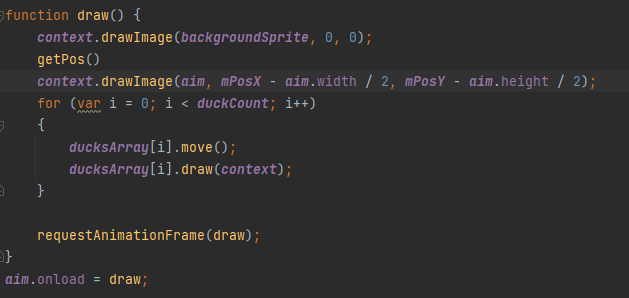 function draw() {
    context.drawImage(backgroundSprite, 0, 0);
    getPos()
    context.drawImage(aim, mPosX - aim.width / 2, mPosY - aim.height / 2);
    for (var i = 0; i < duckCount; i++)
    {
        ducksArray[i].move();
        ducksArray[i].draw(context);
    }

    requestAnimationFrame(draw);
}
aim.onload = draw;